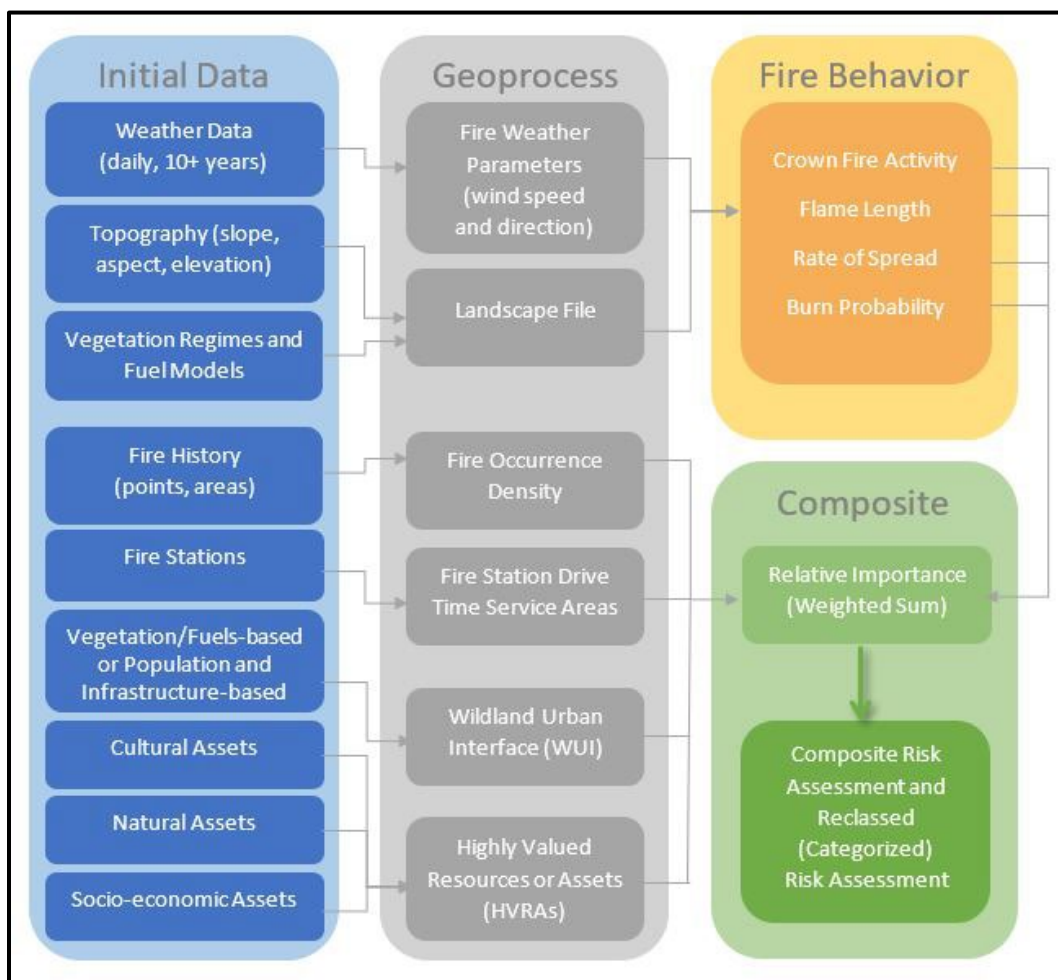 Initial Data
Weather Data
(daily, 10+ years)
Topography (slope,
aspect, elevation)
Vegetation Regimes and
Fuel Models
Fire History
(points, areas)
Fire Stations
Vegetation/Fuels-based
or Population and
Infrastructure-based
Cultural Assets
Natural Assets
Socio-economic Assets
Geoprocess
Fire Weather
Parameters
(wind speed
and direction)
Landscape File
Fire Occurrence
Density
Fire Station Drive
Time Service Areas
Wildland Urban
Interface (WUI)
Highly Valued
Resources or Assets
(HVRAs)
Fire Behavior
Crown Fire Activity
Flame Length
Rate of Spread
Burn Probability
Composite
Relative Importance
(Weighted Sum)
Composite Risk
Assessment and
Reclassed
(Categorized)
Risk Assessment